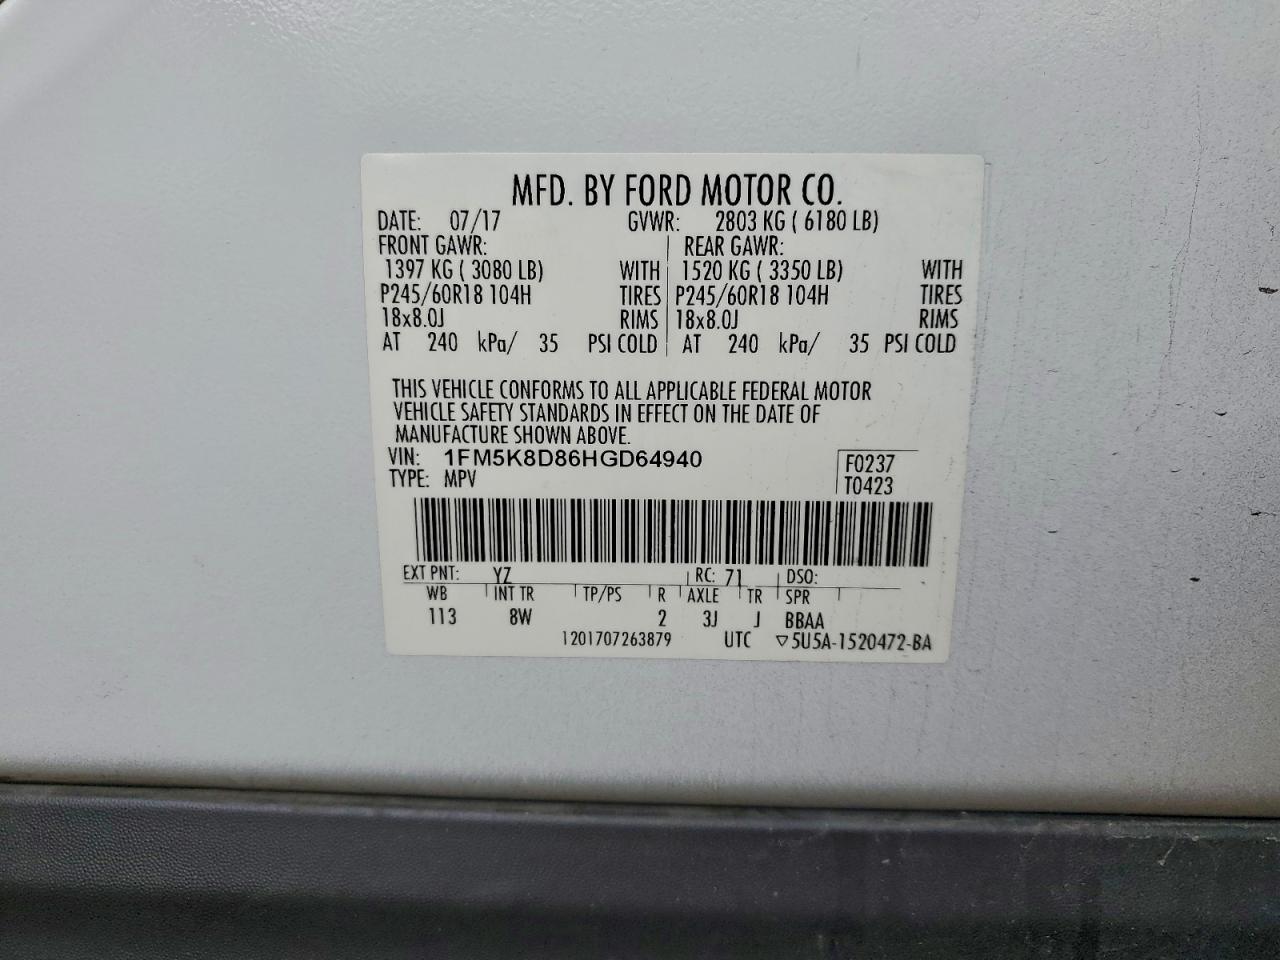 MFD. BY FORD MOTOR CO.
DATE: 07/17 GVWR: 2803 KG ( 6180 LB)
FRONT GAWR: REAR GAWR:
1397 KG ( 3080 LB) WITH 1520 KG ( 3350 LB) WITH
P245/60R18 104H TIRES P245/60R18 104H TIRES
18x8.0J RIMS 18x8.0J RIMS
AT 240 kPa/ 35 PSI COLD AT 240 kPa/ 35 PSI COLD
THIS VEHICLE CONFORMS TO ALL APPLICABLE FEDERAL MOTOR
VEHICLE SAFETY STANDARDS IN EFFECT ON THE DATE OF
MANUFACTURE SHOWN ABOVE.
VIN: 1FM5K8D86HGD64940 F0237
TYPE: MPV T0423
EXT PNT: YZ RC: 71 DSO:
WB INT TR TP/PS R AXLE TR SPR
113 8W 2 3J J BBAA
1201707263879 UTC ▽5U5A-1520472-BA